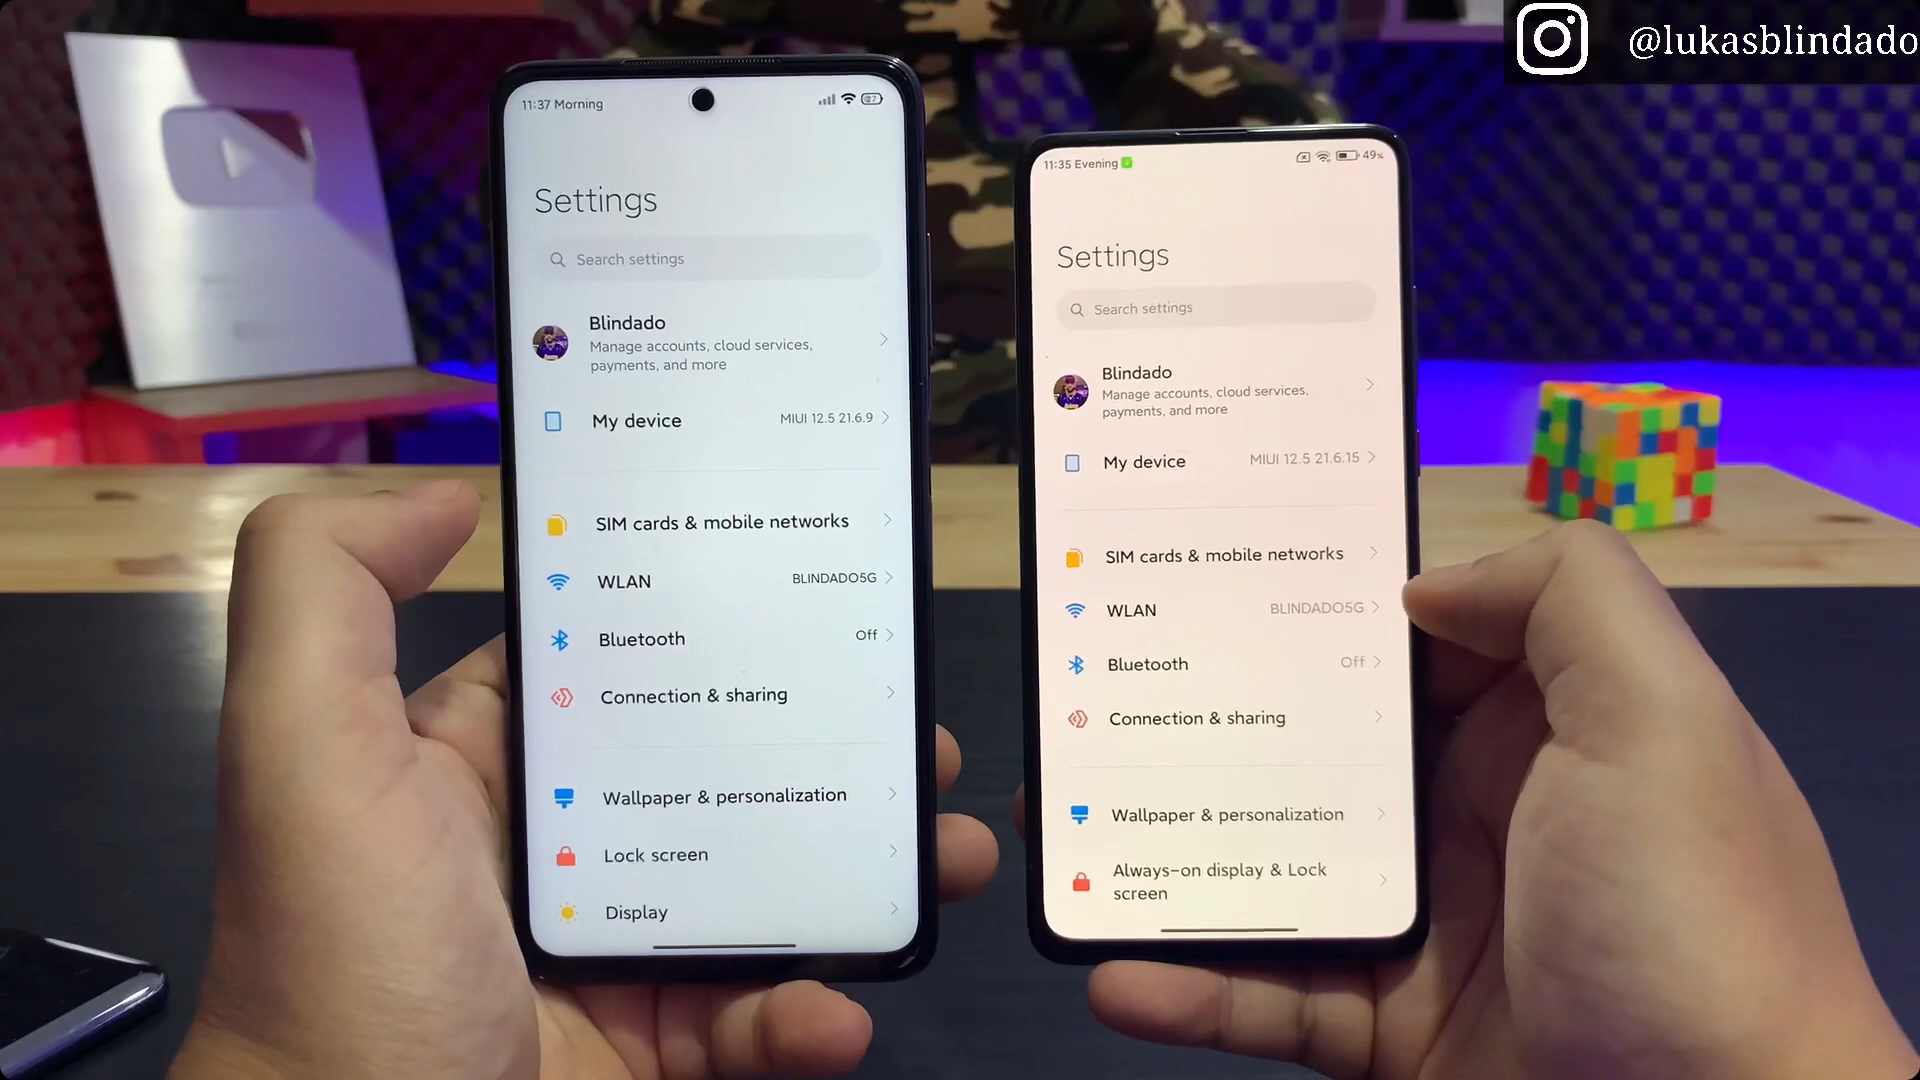 @lukasblindado
11:37 Morning
27
Settings
Search settings
Blindado
Manage accounts, cloud services,
payments, and more
My device
MIUI 12.5 21.6.9
SIM cards & mobile networks
WLAN
BLINDADO5G
Bluetooth
Off
Connection & sharing
Wallpaper & personalization
Lock screen
Display
11:35 Evening
49%
Settings
Search settings
Blindado
Manage accounts, cloud services,
payments, and more
My device
MIUI 12.5 21.6.15
SIM cards & mobile networks
WLAN
BLINDADO5G
Bluetooth
Off
Connection & sharing
Wallpaper & personalization
Always-on display & Lock
screen